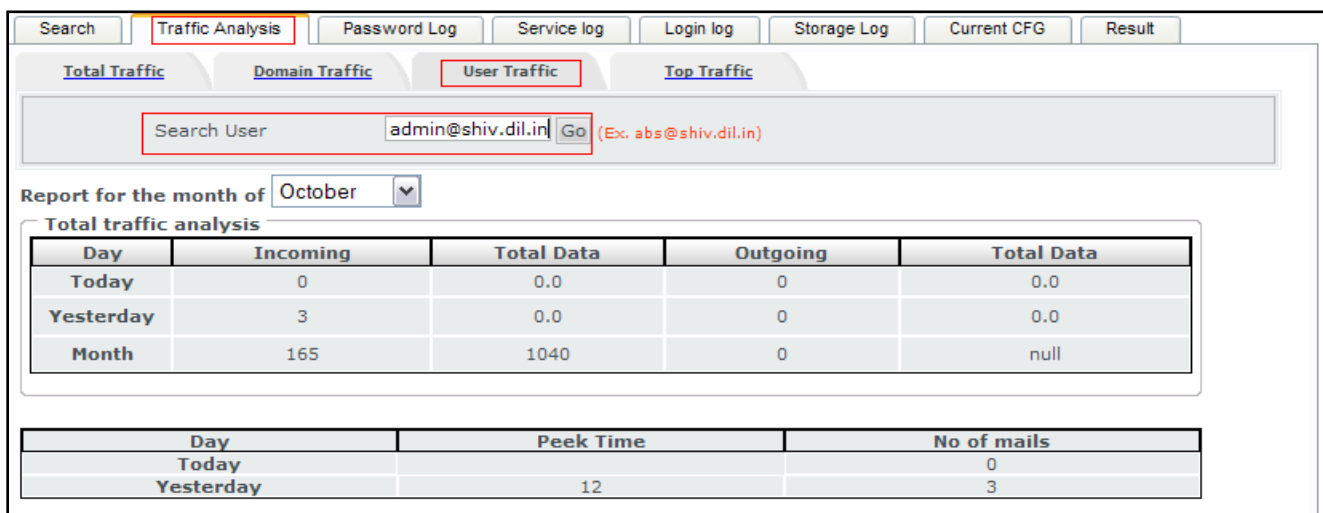 Search Traffic Analysis Password Log Service log Login log Storage Log Current CFG Result
Total Traffic Domain Traffic User Traffic Top Traffic
Search User admin@shiv.dil.in Go (Ex. abs@shiv.dil.in)
Report for the month of October
Total traffic analysis
Day Incoming Total Data Outgoing Total Data
Today 0 0.0 0 0.0
Yesterday 3 0.0 0 0.0
Month 165 1040 0 null
Day Peek Time No of mails
Today 0
Yesterday 12 3